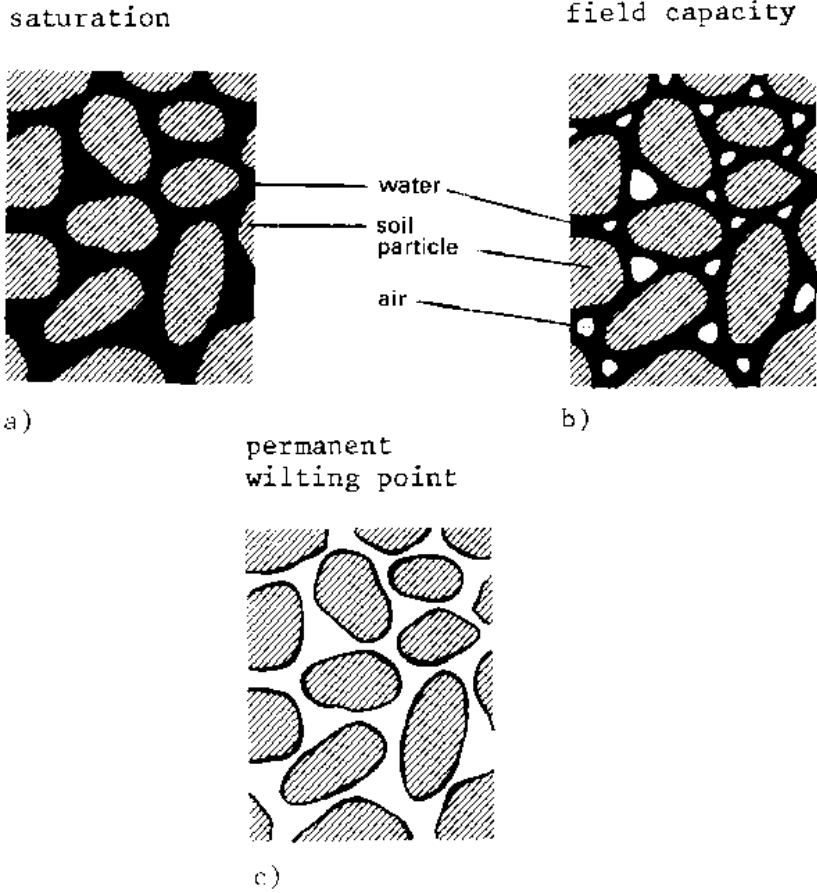 saturation
field capacity
water
soil
particle
air
a)
b)
permanent
wilting point
c)